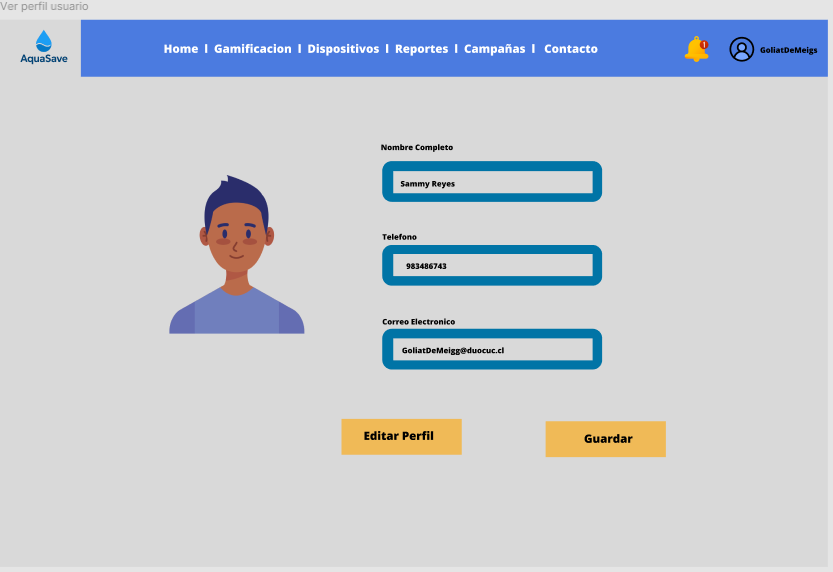 Ver perfil usuario
AquaSave
Home I Gamificacion I Dispositivos I Reportes I Campañas I Contacto
!
GoliatDeMeigs
Nombre Completo
Sammy Reyes
Telefono
983486743
Correo Electronico
GoliatDeMeigg@duocuc.cl
Editar Perfil
Guardar